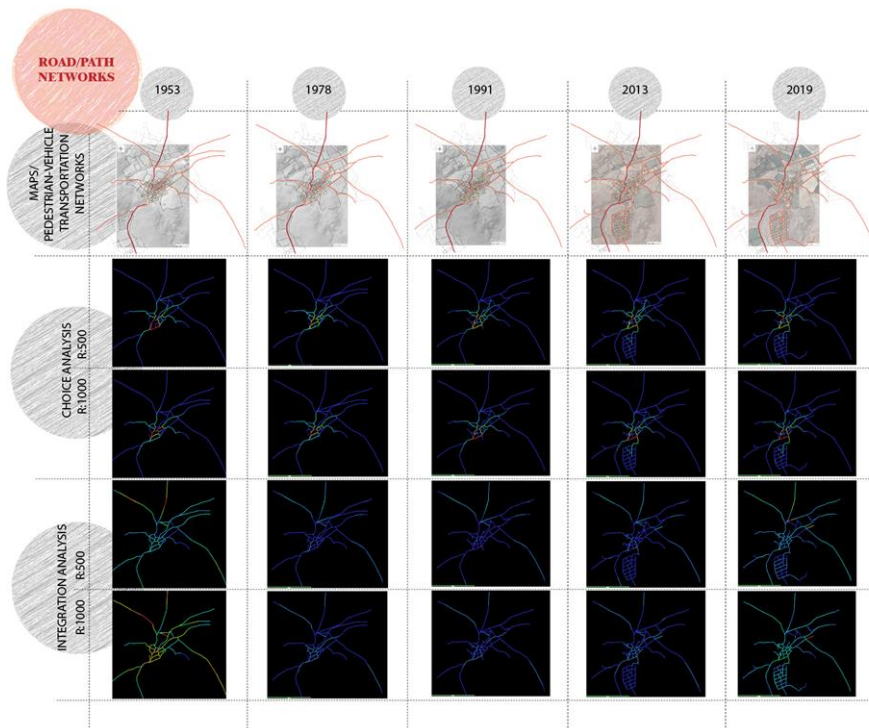 ROAD/PATH
NETWORKS
1953
1978
1991
2013
2019
MAPS/
PEDESTRIAN-VEHICLE
TRANSPORTATION
NETWORKS
CHOICE ANALYSIS
R:1000 R:500
INTEGRATION ANALYSIS
R:1000 R:500